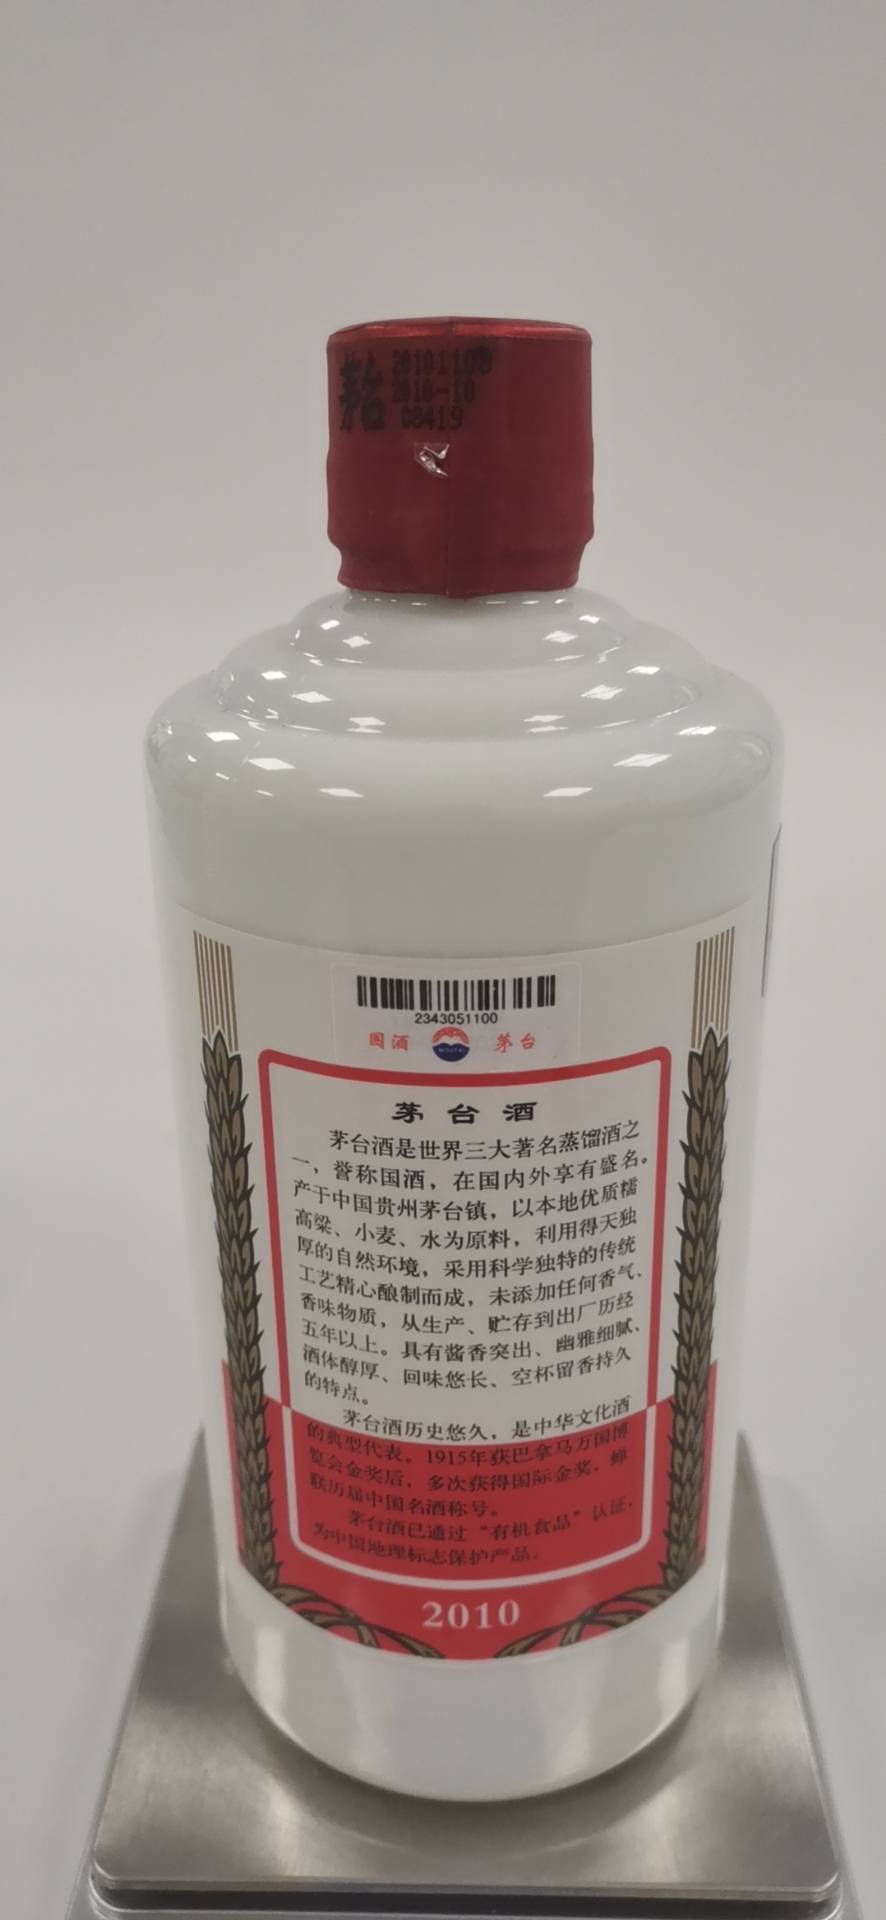 茅台
20101100
2010-10
03419
2343051100
国酒 MOUTAI 茅台
茅台酒
茅台酒是世界三大著名蒸馏酒之
一，誉称国酒，在国内外享有盛名。
产于中国贵州茅台镇，以本地优质糯
高粱、小麦、水为原料，利用得天独
厚的自然环境，采用科学独特的传统
工艺精心酿制而成，未添加任何香气、
香味物质，从生产、贮存到出厂历经
五年以上。具有酱香突出、幽雅细腻、
酒体醇厚、回味悠长、空杯留香持久
的特点。
茅台酒历史悠久，是中华文化酒
的典型代表。1915年获巴拿马万国博
览会金奖后，多次获得国际金奖，蝉
联历届中国名酒称号。
茅台酒已通过“有机食品”认证，
为中国地理标志保护产品。
2010